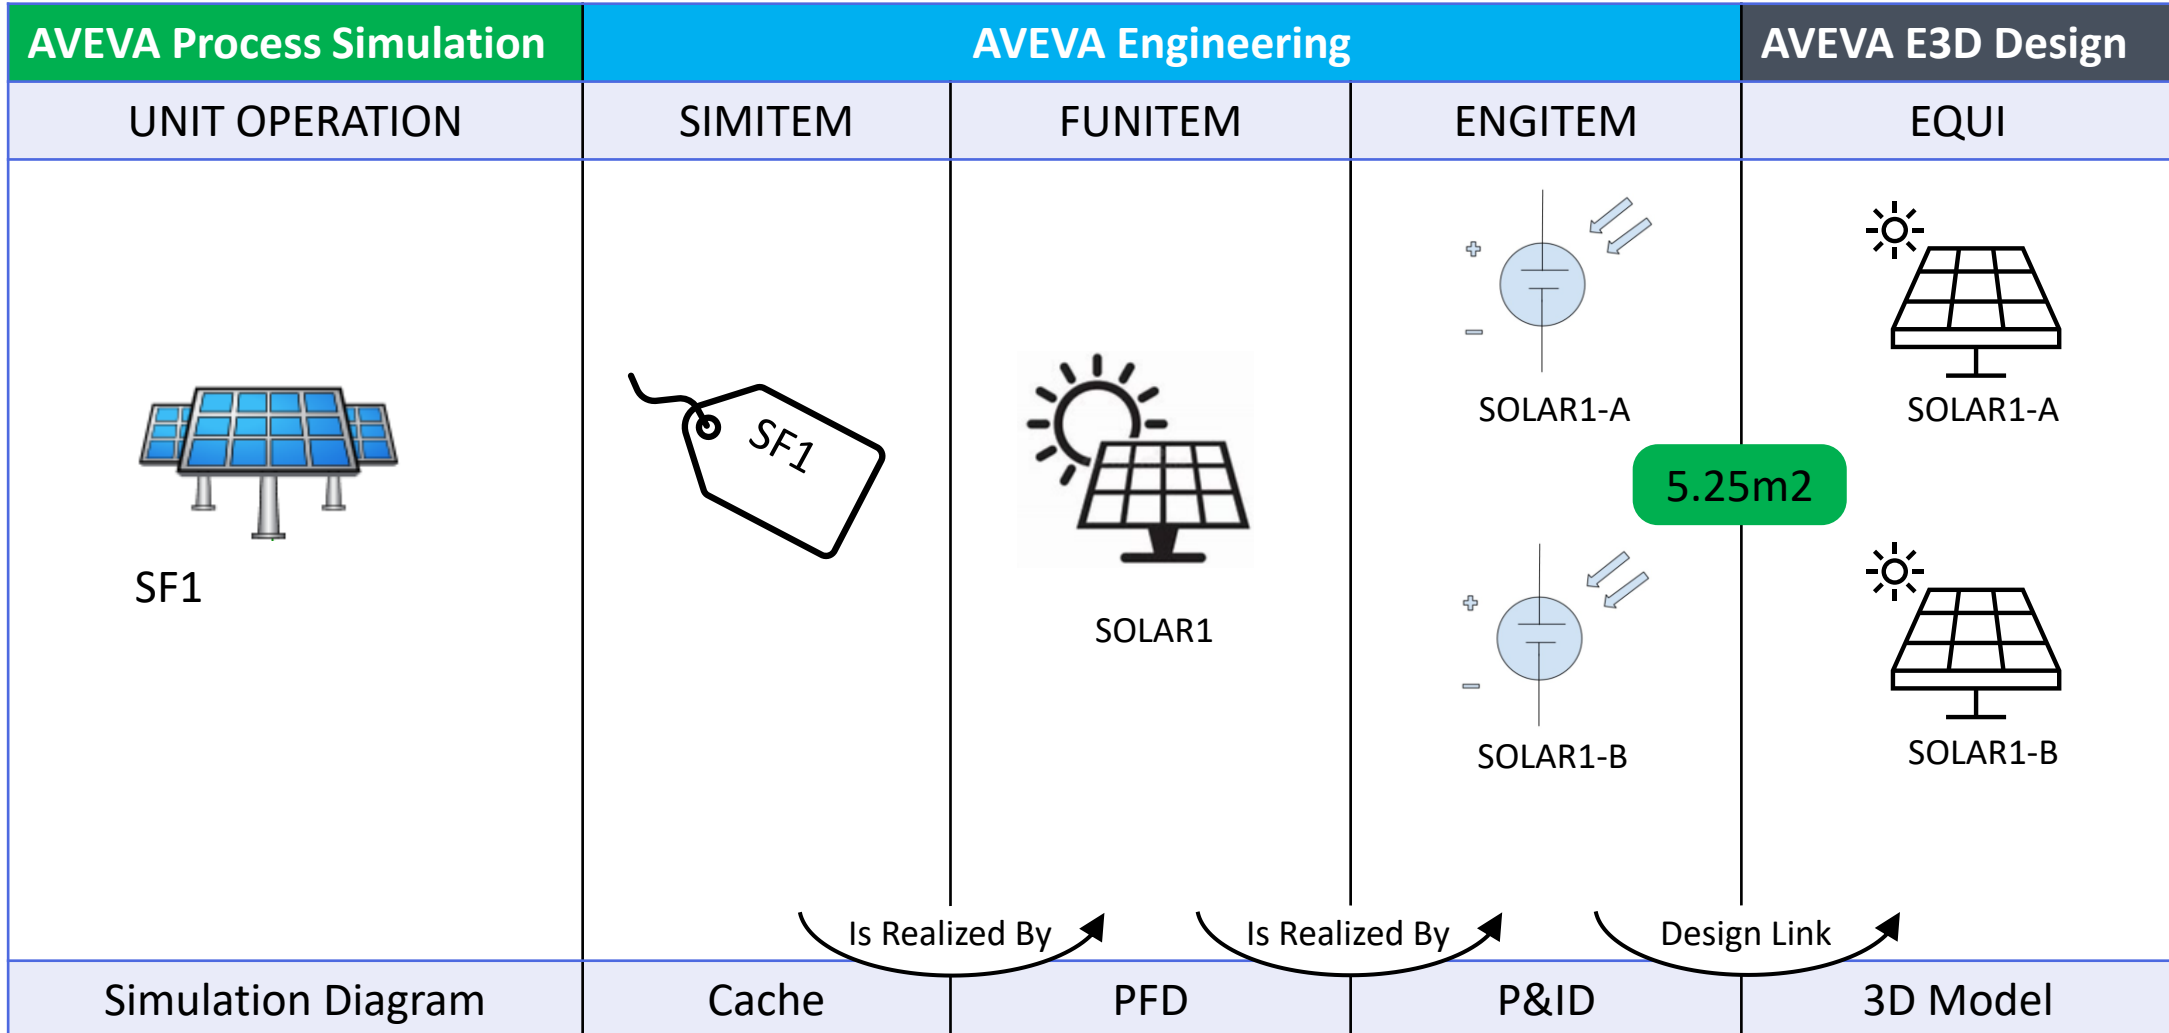 AVEVA Process Simulation
AVEVA Engineering
AVEVA E3D Design
UNIT OPERATION
SIMITEM
FUNITEM
ENGITEM
EQUI
SF1
SF1
SOLAR1
+
−
SOLAR1-A
+
−
SOLAR1-B
5.25m2
SOLAR1-A
SOLAR1-B
Is Realized By
Is Realized By
Design Link
Simulation Diagram
Cache
PFD
P&ID
3D Model